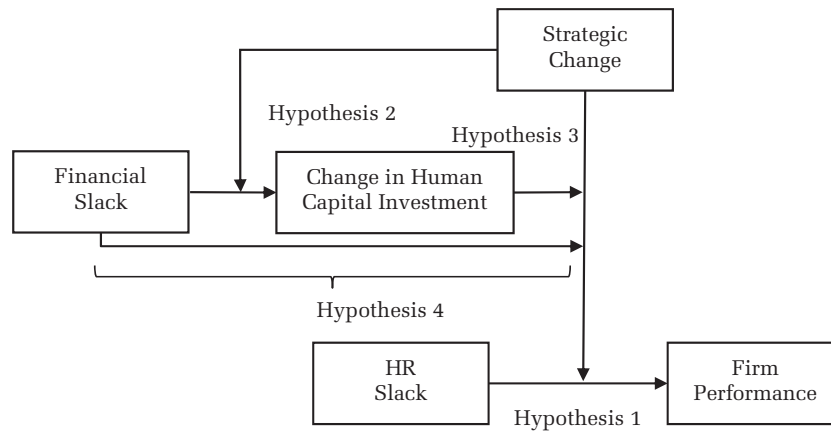 Strategic
Change
Hypothesis 2
Hypothesis 3
Financial
Slack
Change in Human
Capital Investment
Hypothesis 4
HR
Slack
Firm
Performance
Hypothesis 1